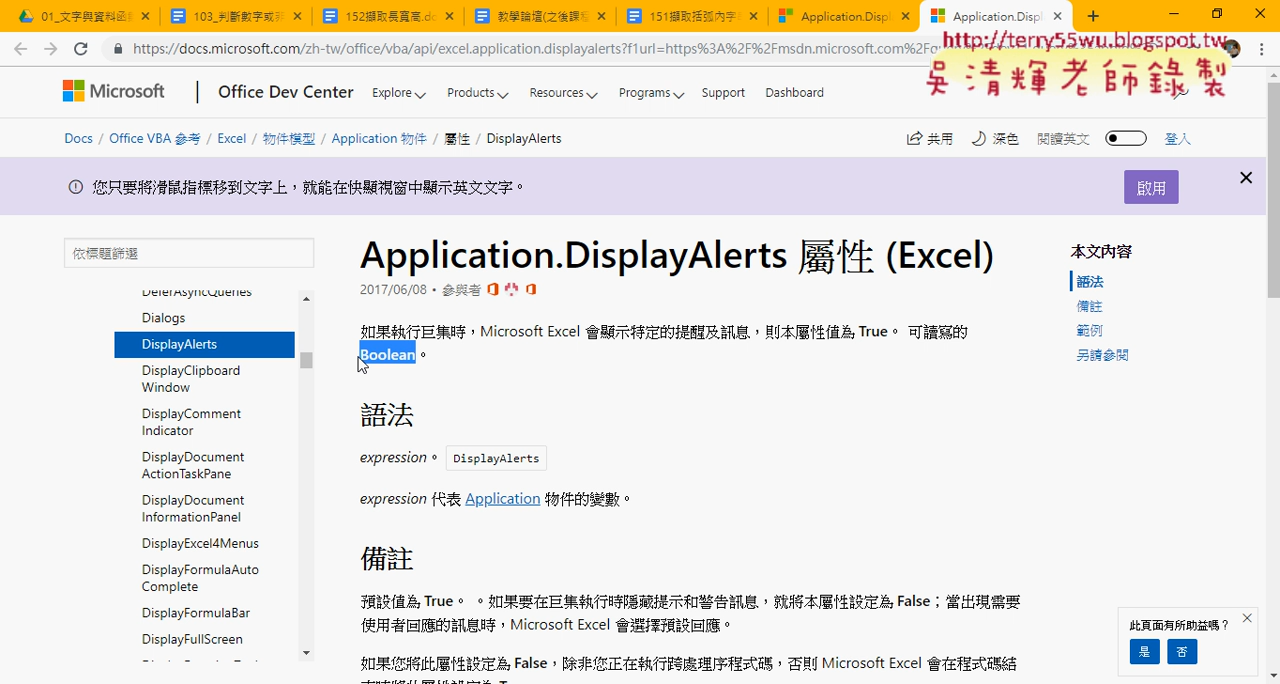 01_文字與資料函
103_判斷數字或非
152擷取長寬高.do
教學論壇(之後課程
151擷取括弧內字
Application.Displ
Application.Displ
https://docs.microsoft.com/zh-tw/office/vba/api/excel.application.displayalerts?f1url=https%3A%2F%2Fmsdn.microsoft.com%2F
http://terry55wu.blogspot.tw
吳清輝老師錄製
Microsoft
Office Dev Center
Explore
Products
Resources
Programs
Support
Dashboard
Docs / Office VBA 參考 / Excel / 物件模型 / Application 物件 / 屬性 / DisplayAlerts
共用
深色
閱讀英文
登入
您只要將滑鼠指標移到文字上，就能在快顯視窗中顯示英文文字。
啟用
依標題篩選
DeferAsyncQueries
Dialogs
DisplayAlerts
DisplayClipboard
Window
DisplayComment
Indicator
DisplayDocument
ActionTaskPane
DisplayDocument
InformationPanel
DisplayExcel4Menus
DisplayFormulaAuto
Complete
DisplayFormulaBar
DisplayFullScreen
Application.DisplayAlerts 屬性 (Excel)
2017/06/08 • 參與者
如果執行巨集時，Microsoft Excel 會顯示特定的提醒及訊息，則本屬性值為 True。 可讀寫的
Boolean。
語法
expression。 DisplayAlerts
expression 代表 Application 物件的變數。
備註
預設值為 True。 。如果要在巨集執行時隱藏提示和警告訊息，就將本屬性設定為 False；當出現需要
使用者回應的訊息時，Microsoft Excel 會選擇預設回應。
如果您將此屬性設定為 False，除非您正在執行跨處理序程式碼，否則 Microsoft Excel 會在程式碼結
本文內容
語法
備註
範例
另請參閱
此頁面有所助益嗎？
是
否